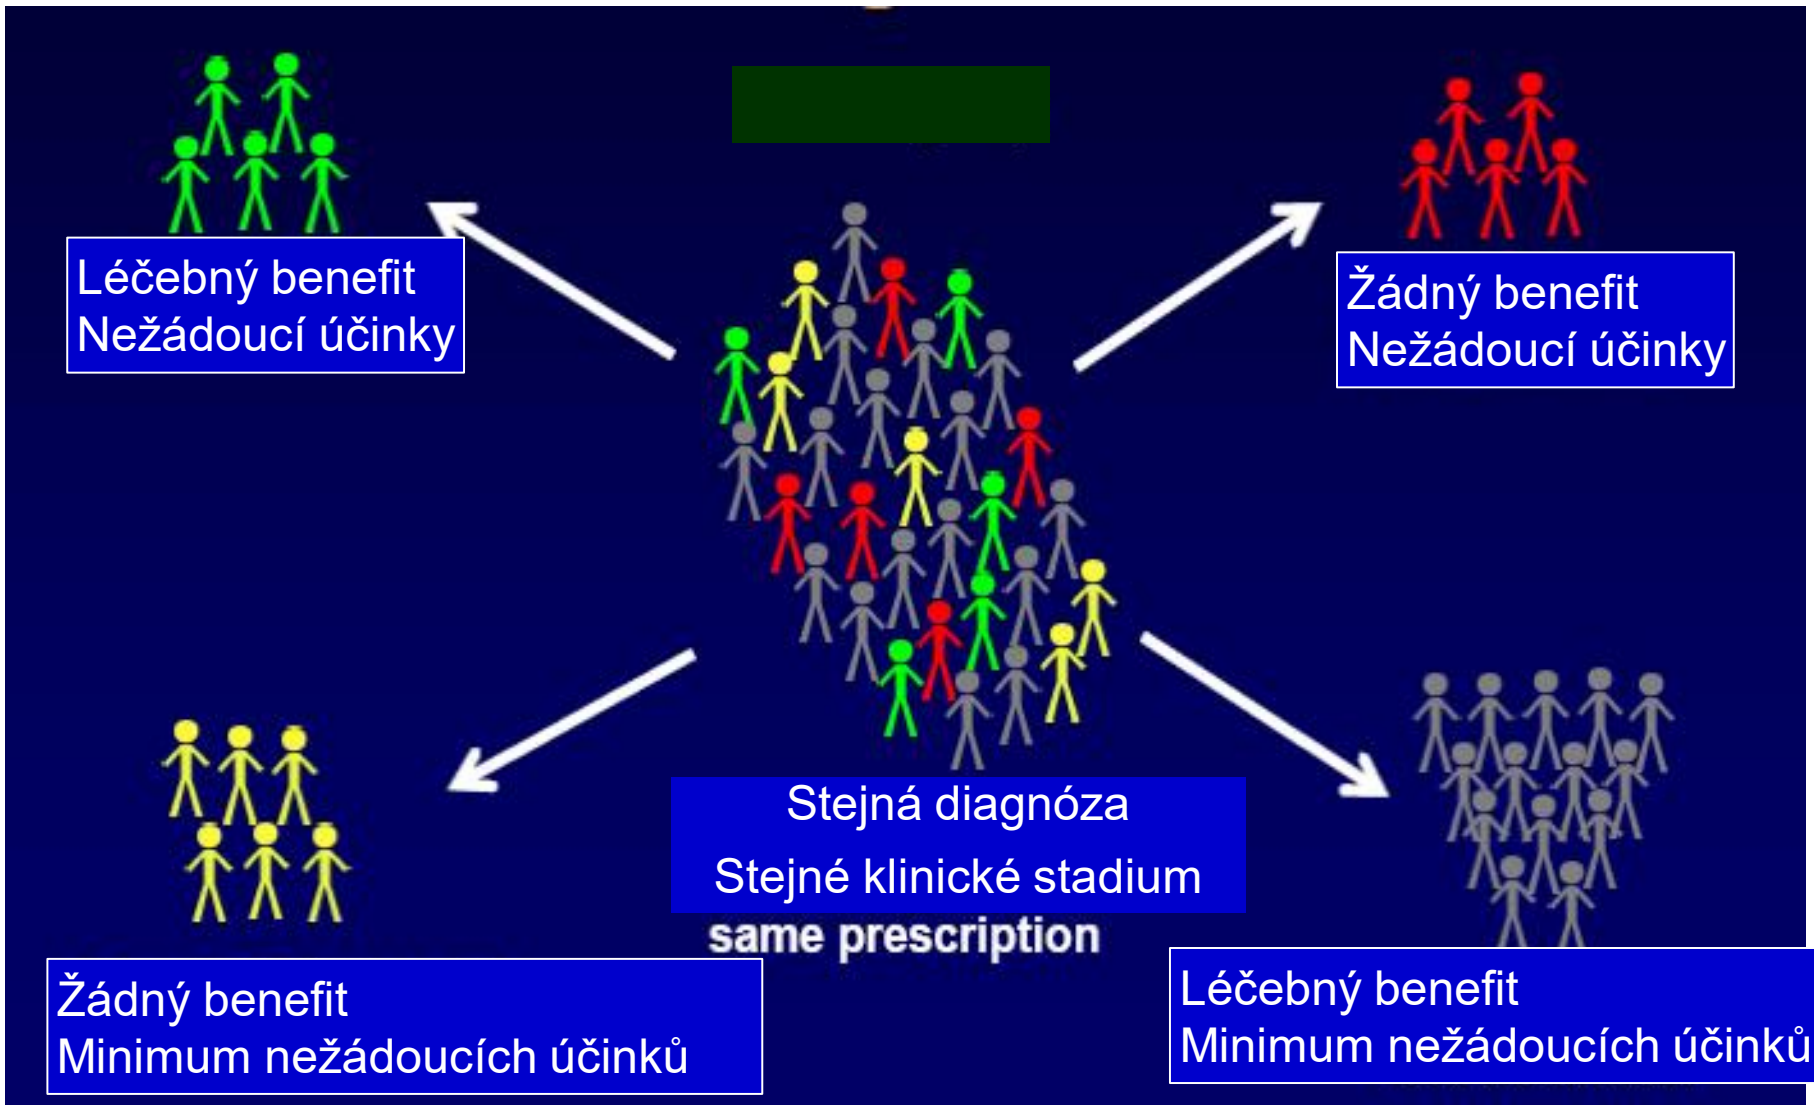 Léčebný benefit
Nežádoucí účinky
Žádný benefit
Nežádoucí účinky
Stejná diagnóza
Stejné klinické stadium
same prescription
Žádný benefit
Minimum nežádoucích účinků
Léčebný benefit
Minimum nežádoucích účinků